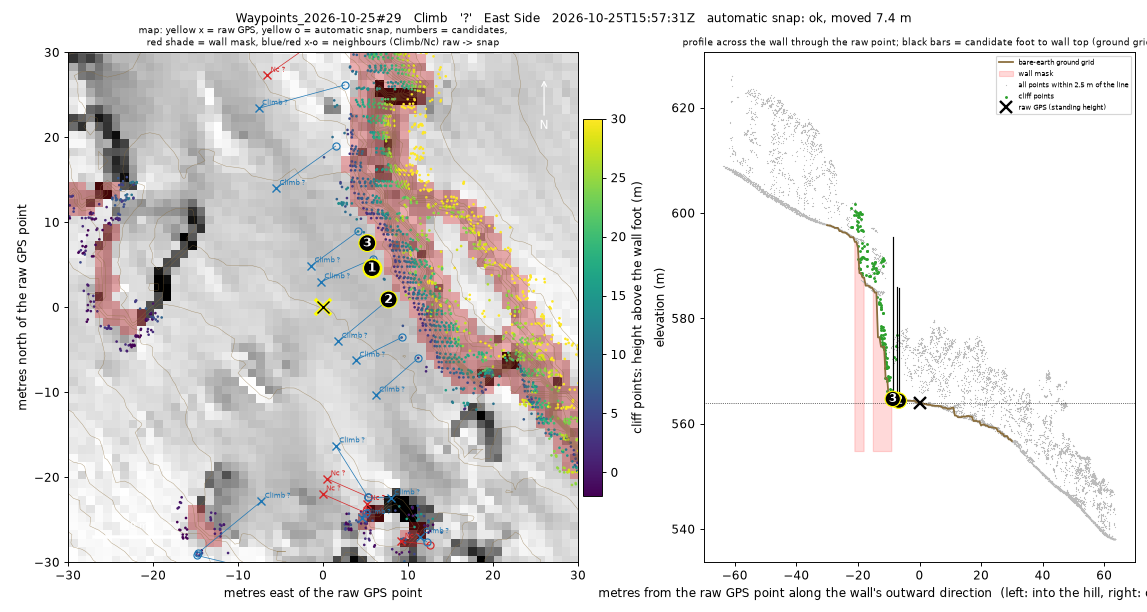 Waypoints_2026-10-25#29   Climb   '?'   East Side   2026-10-25T15:57:31Z   automatic snap: ok, moved 7.4 m
map: yellow x = raw GPS, yellow o = automatic snap, numbers = candidates,
red shade = wall mask, blue/red x-o = neighbours (Climb/Nc) raw -> snap
profile across the wall through the raw point; black bars = candidate foot to wall top (ground gri
Nc ?
Climb ?
N
Climb ?
Climb ?
Climb ?
3
1
2
Climb ?
Climb ?
Climb ?
Climb ?
Nc ?
Nc ?
Nc ?
Climb ?
Climb ?
30
20
10
0
−10
−20
−30
−30 −20 −10 0 10 20 30
metres north of the raw GPS point
metres east of the raw GPS point
30
25
20
15
10
5
0
cliff points: height above the wall foot (m)
bare-earth ground grid
wall mask
all points within 2.5 m of the line
cliff points
raw GPS (standing height)
3
620
600
580
560
540
elevation (m)
−60 −40 −20 0 20 40 60
metres from the raw GPS point along the wall's outward direction  (left: into the hill, right: